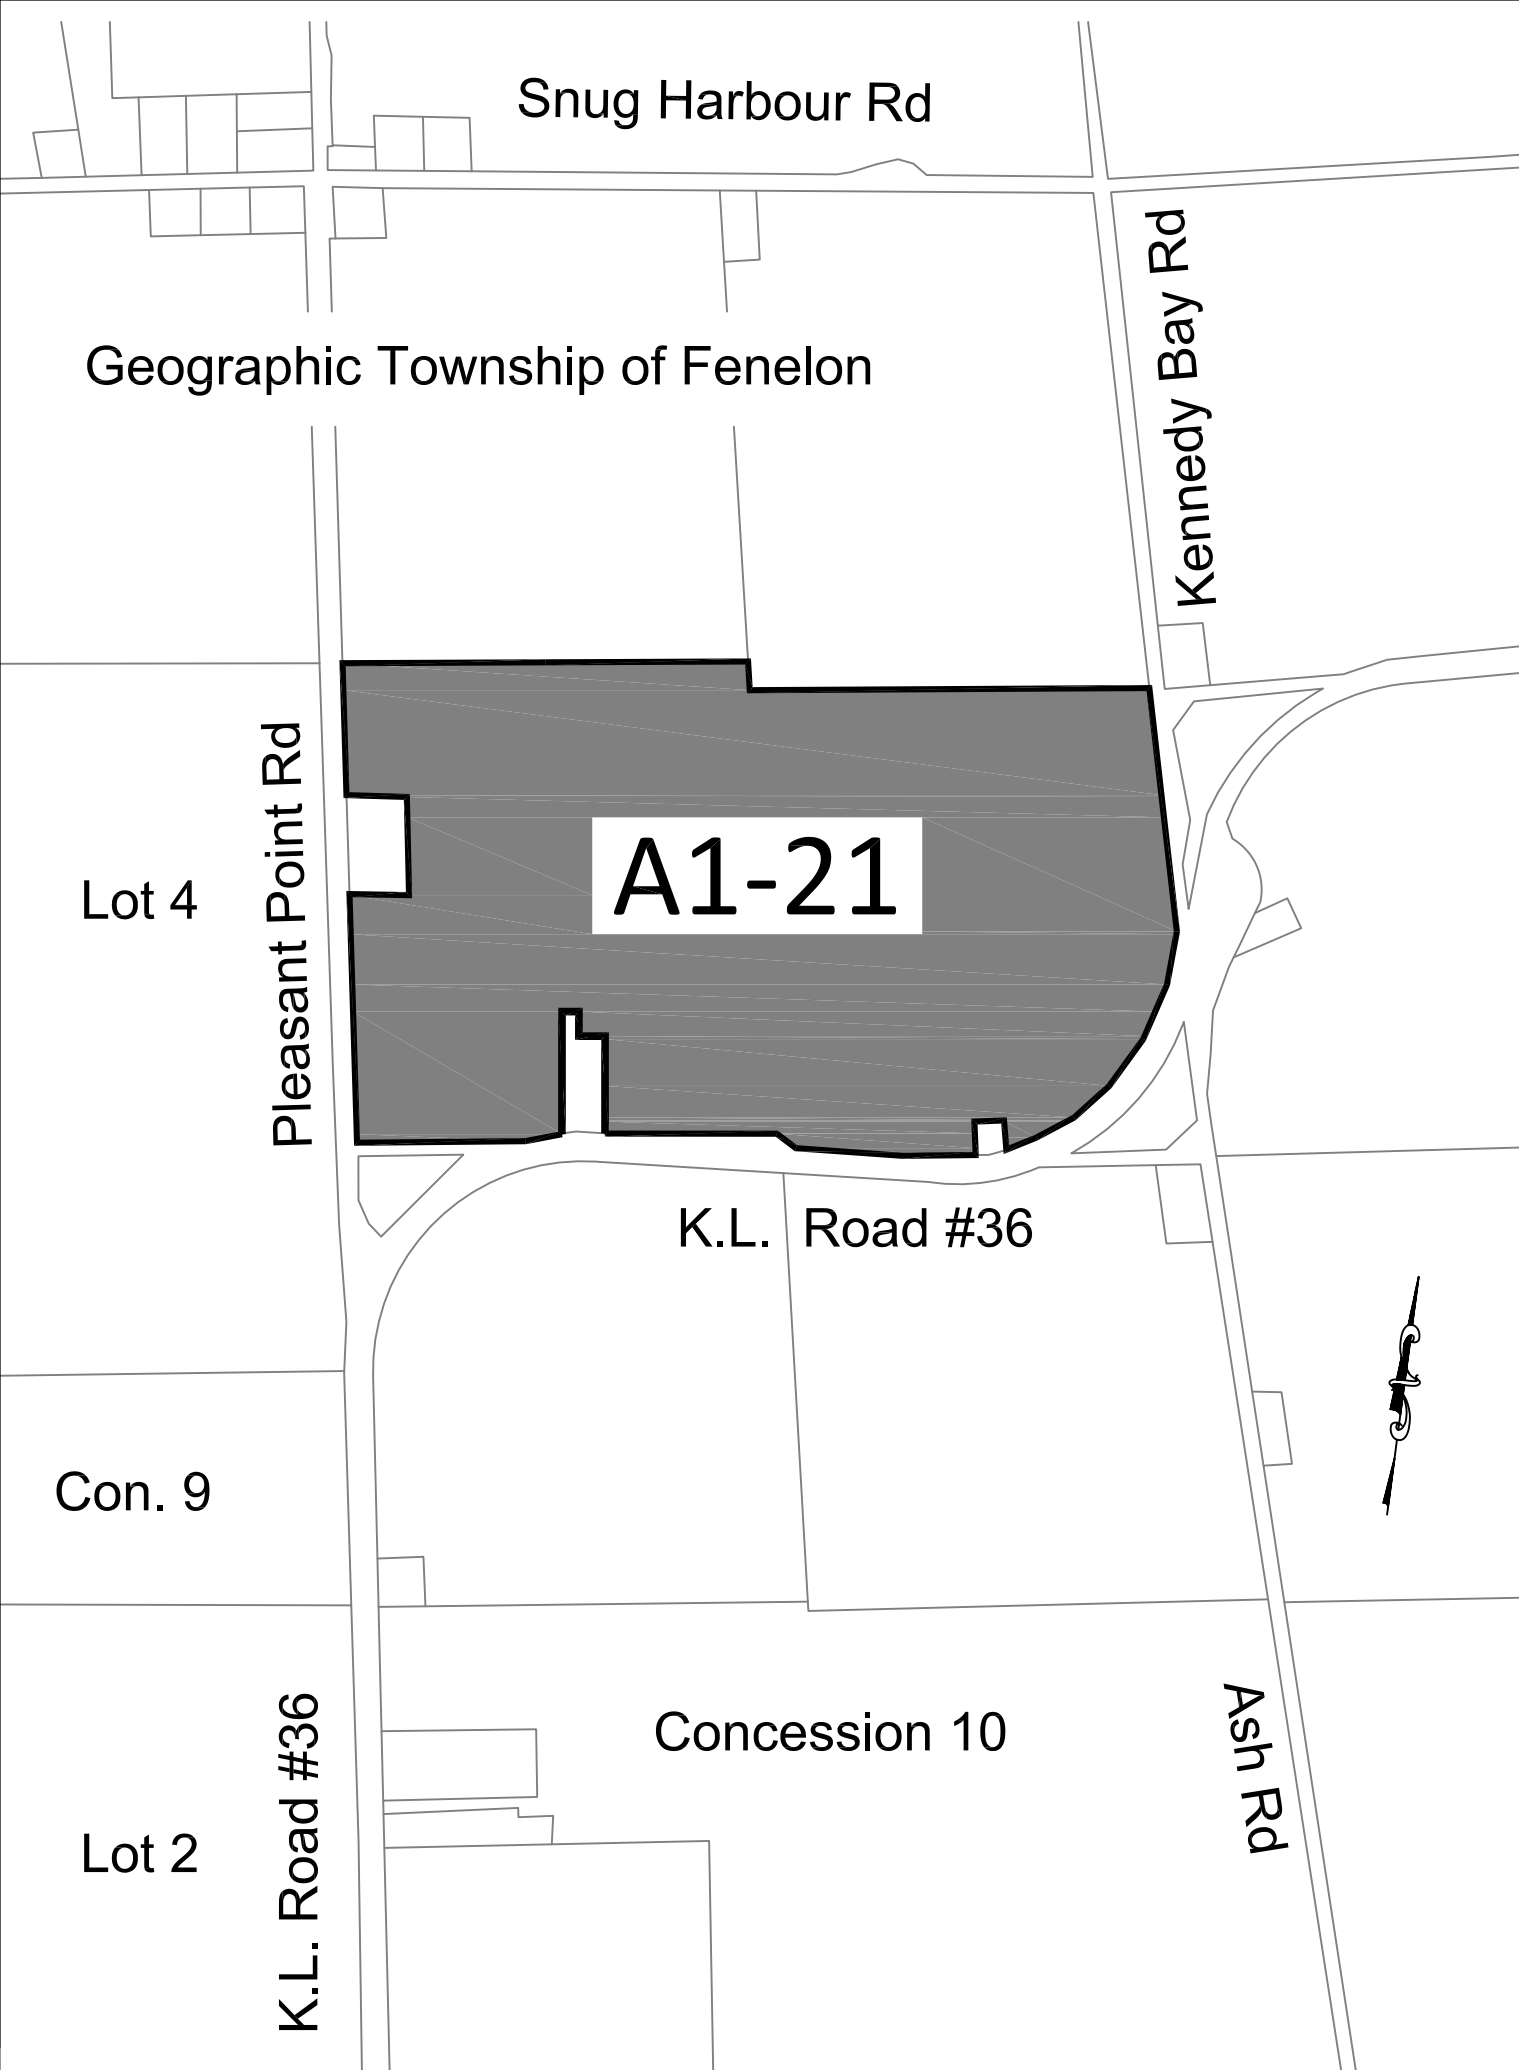 Snug Harbour Rd
Kennedy Bay Rd
Geographic Township of Fenelon
Pleasant Point Rd
A1-21
Lot 4
K.L. Road #36
Con. 9
K.L. Road #36
Concession 10
Ash Rd
Lot 2